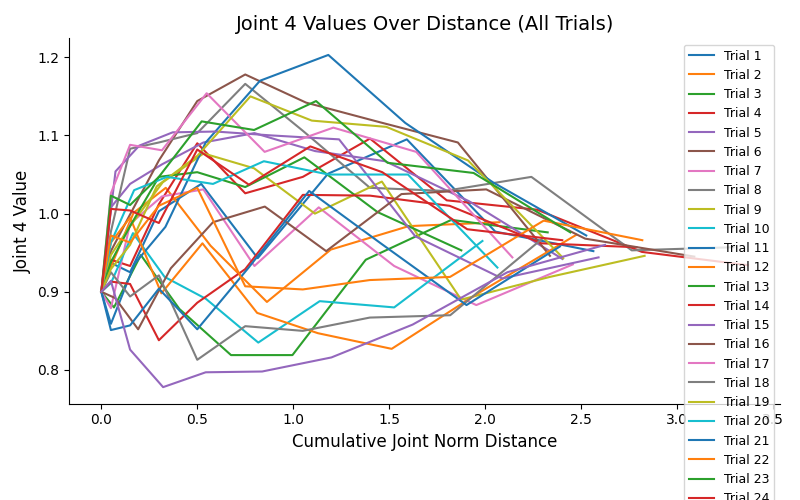 Joint 4 Values Over Distance (All Trials)
Joint 4 Value
1.2
1.1
1.0
0.9
0.8
0.0
0.5
1.0
1.5
2.0
2.5
3.0
3.5
Cumulative Joint Norm Distance
Trial 1
Trial 2
Trial 3
Trial 4
Trial 5
Trial 6
Trial 7
Trial 8
Trial 9
Trial 10
Trial 11
Trial 12
Trial 13
Trial 14
Trial 15
Trial 16
Trial 17
Trial 18
Trial 19
Trial 20
Trial 21
Trial 22
Trial 23
Trial 24